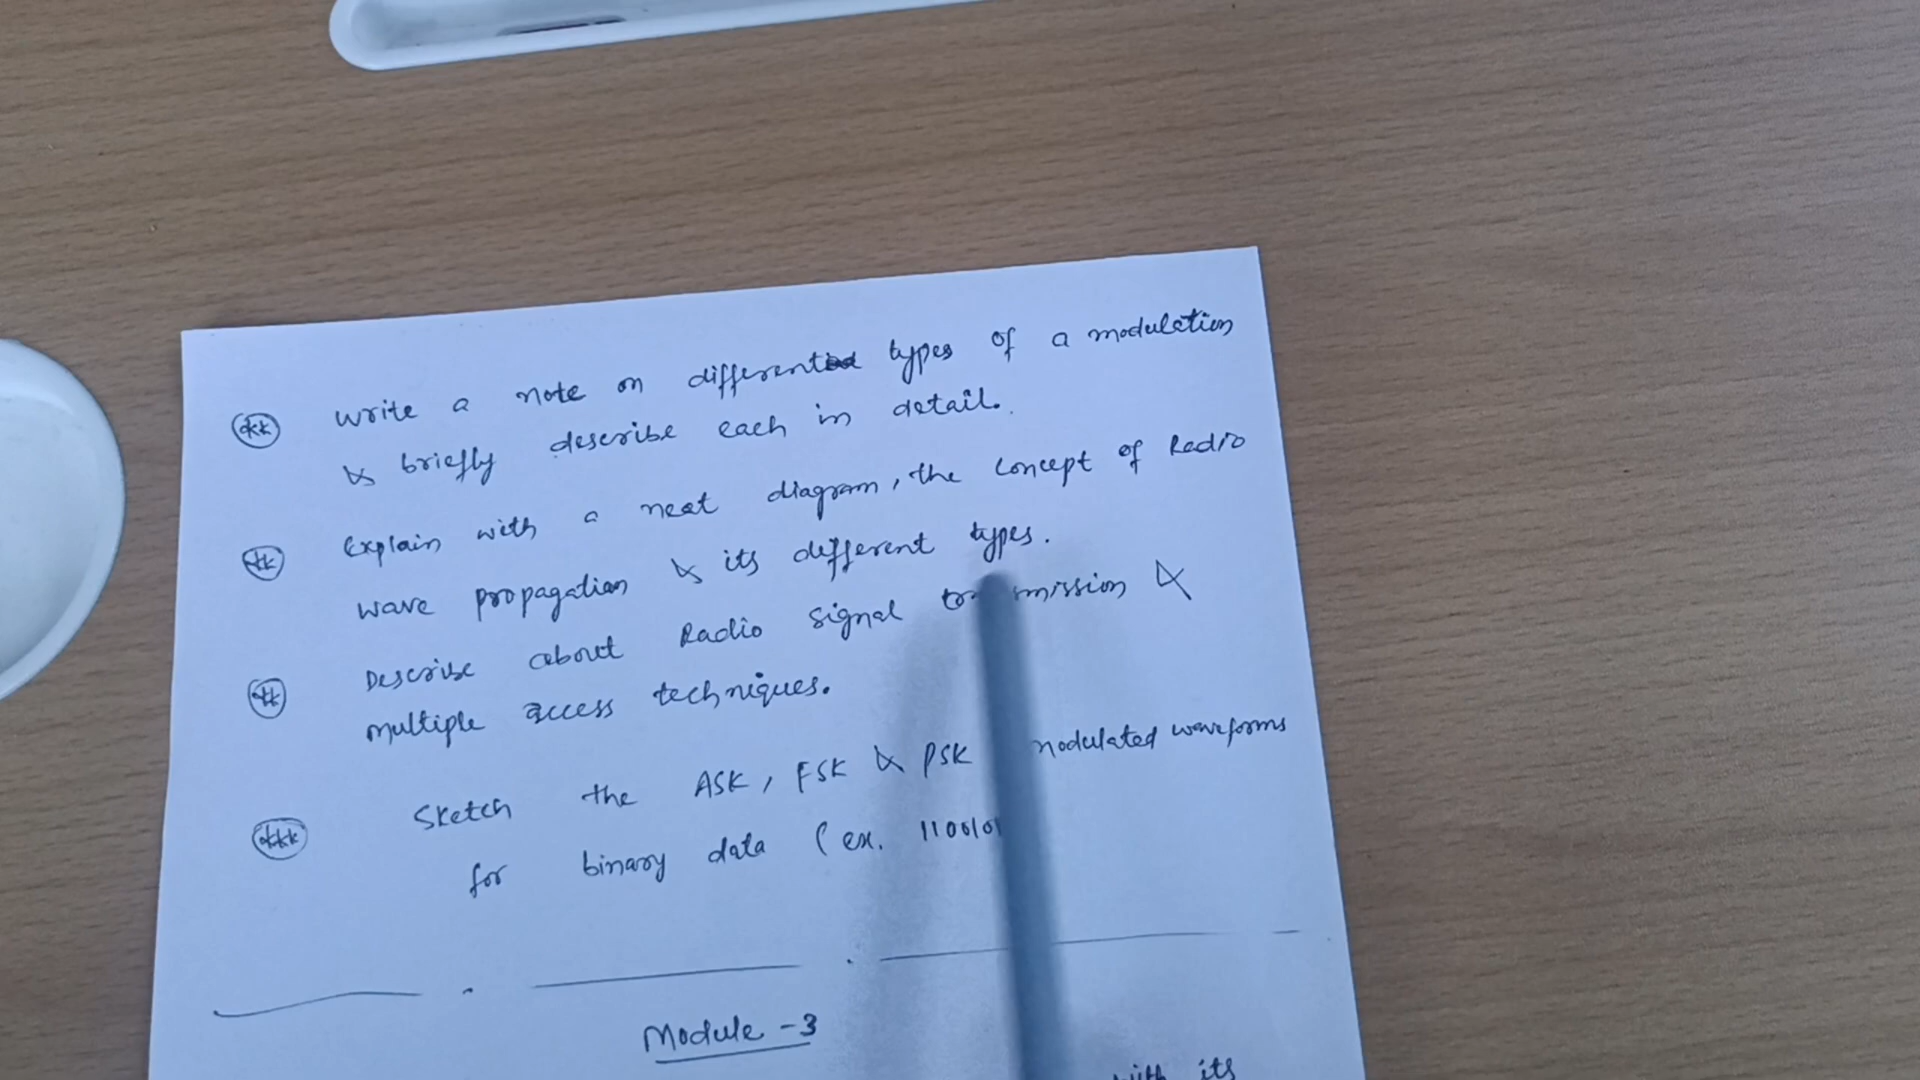 ** write a note on different types of a modulation
& briefly describe each in detail.
** Explain with a neat diagram, the concept of Radio
wave propagation & its different types.
** Describe about Radio signal &
multiple access techniques.
*** Sketch the ASK, FSK & PSK modulated waveforms
for binary data (ex. 110010
Module -3
with its